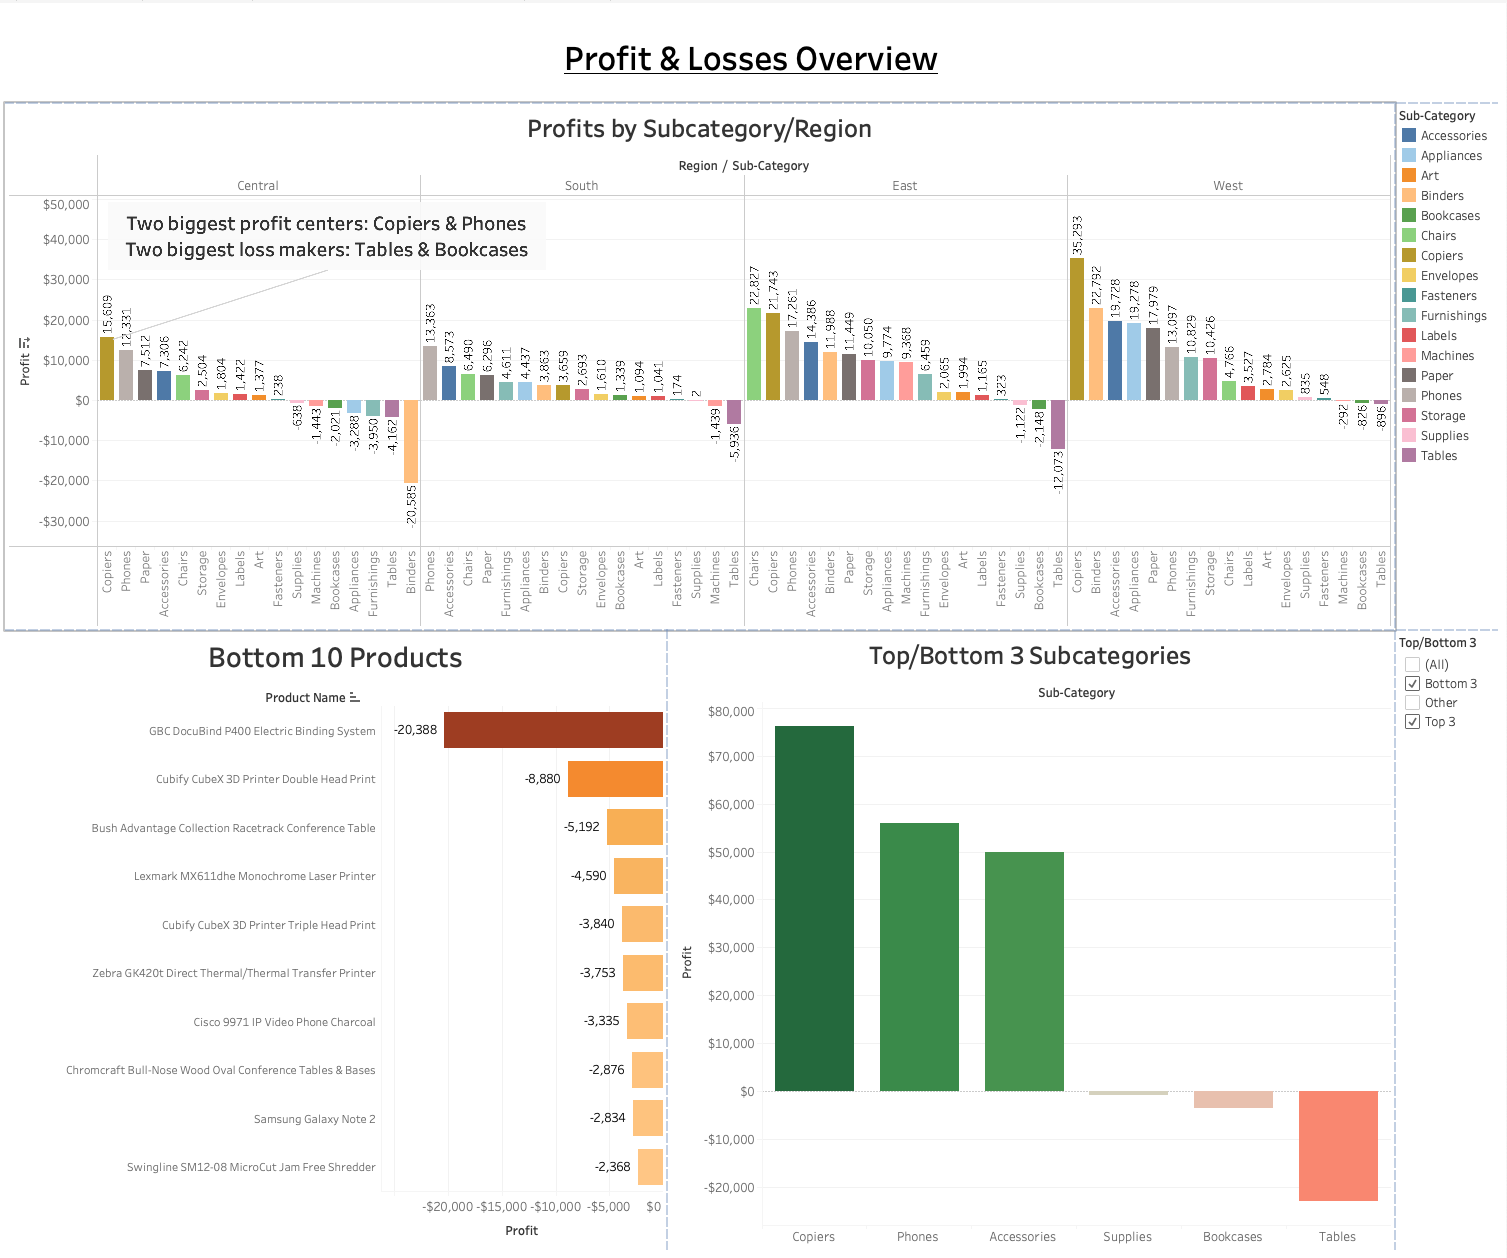 Profit & Losses Overview
Profits by Subcategory/Region
Region / Sub-Category
Central South East West
Two biggest profit centers: Copiers & Phones
Two biggest loss makers: Tables & Bookcases
Profit
$50,000
$40,000
$30,000
$20,000
$10,000
$0
-$10,000
-$20,000
-$30,000
15,609 12,331 7,512 7,306 6,242 2,504 1,804 1,422 1,377 238 -638 -1,443 -2,021 -3,288 -3,950 -4,162 -20,585
13,363 8,573 6,490 6,296 4,611 4,437 3,863 3,659 2,693 1,610 1,339 1,094 1,041 174 2 -1,439 -5,936
22,827 21,743 17,261 14,386 11,988 11,449 10,050 9,774 9,368 6,459 2,065 1,994 1,165 323 -1,122 -2,148 -12,073
35,293 22,792 19,728 19,278 17,979 13,097 10,829 10,426 4,766 3,527 2,784 2,625 835 548 -292 -826 -896
Copiers Phones Paper Accessories Chairs Storage Envelopes Labels Art Fasteners Supplies Machines Bookcases Appliances Furnishings Tables Binders
Phones Accessories Chairs Paper Furnishings Appliances Binders Copiers Storage Envelopes Bookcases Art Labels Fasteners Supplies Machines Tables
Chairs Copiers Phones Accessories Binders Paper Storage Appliances Machines Furnishings Envelopes Art Labels Fasteners Supplies Bookcases Tables
Copiers Binders Accessories Appliances Paper Phones Furnishings Storage Chairs Labels Art Envelopes Supplies Fasteners Machines Bookcases Tables
Sub-Category
Accessories
Appliances
Art
Binders
Bookcases
Chairs
Copiers
Envelopes
Fasteners
Furnishings
Labels
Machines
Paper
Phones
Storage
Supplies
Tables
Bottom 10 Products
Product Name
GBC DocuBind P400 Electric Binding System -20,388
Cubify CubeX 3D Printer Double Head Print -8,880
Bush Advantage Collection Racetrack Conference Table -5,192
Lexmark MX611dhe Monochrome Laser Printer -4,590
Cubify CubeX 3D Printer Triple Head Print -3,840
Zebra GK420t Direct Thermal/Thermal Transfer Printer -3,753
Cisco 9971 IP Video Phone Charcoal -3,335
Chromcraft Bull-Nose Wood Oval Conference Tables & Bases -2,876
Samsung Galaxy Note 2 -2,834
Swingline SM12-08 MicroCut Jam Free Shredder -2,368
-$20,000 -$15,000 -$10,000 -$5,000 $0
Profit
Top/Bottom 3 Subcategories
Sub-Category
Profit
$80,000
$70,000
$60,000
$50,000
$40,000
$30,000
$20,000
$10,000
$0
-$10,000
-$20,000
Copiers Phones Accessories Supplies Bookcases Tables
Top/Bottom 3
(All)
Bottom 3
Other
Top 3